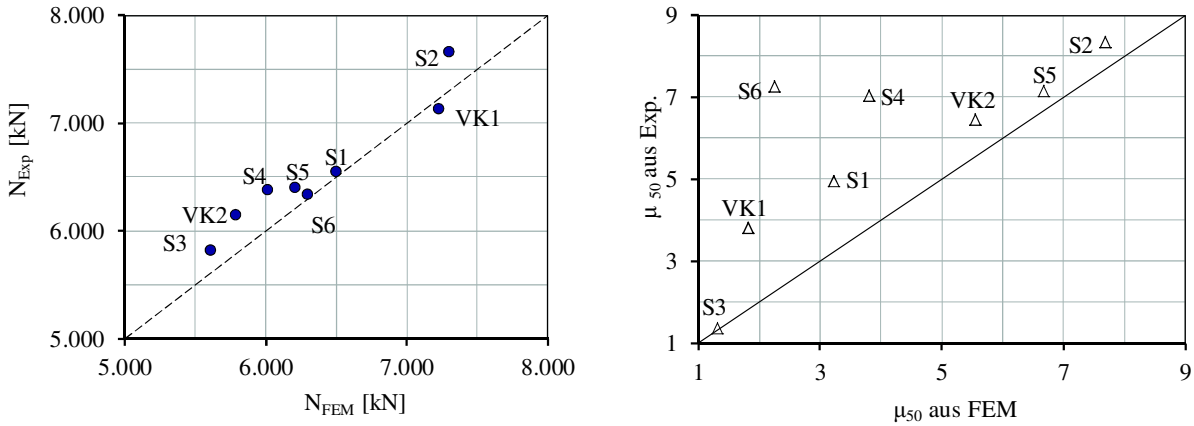 8.000
7.000
6.000
5.000
N_Exp [kN]
S2
VK1
S1
S5
S4
S6
VK2
S3
5.000
6.000
7.000
8.000
N_FEM [kN]
9
7
5
3
1
μ 50 aus Exp.
S2
S5
S6
S4
VK2
S1
VK1
S3
1
3
5
7
9
μ50 aus FEM